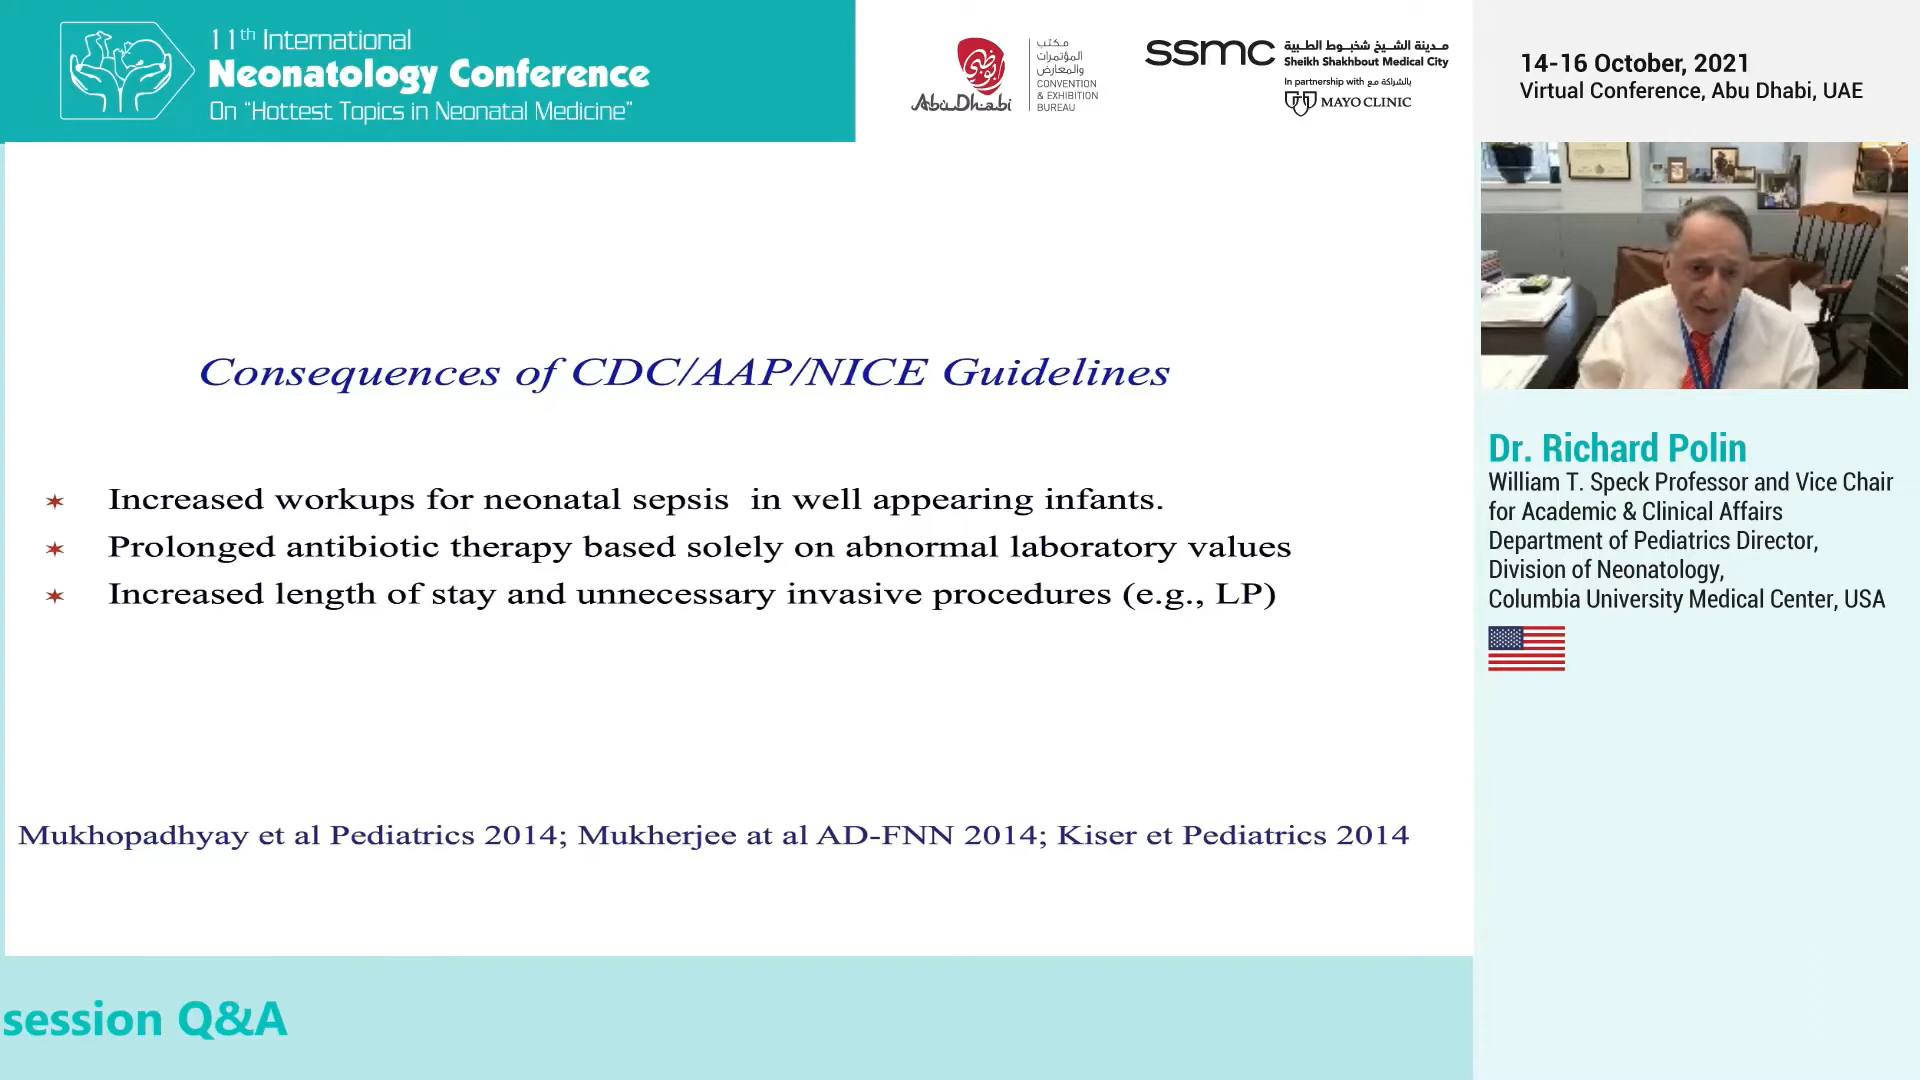 11th International
Neonatology Conference
On "Hottest Topics in Neonatal Medicine"
أبوظبي
Abu Dhabi
مكتب
المؤتمرات
والمعارض
CONVENTION
& EXHIBITION
BUREAU
ssmc
مدينة الشيخ شخبوط الطبية
Sheikh Shakhbout Medical City
In partnership with بالشراكة مع
MAYO CLINIC
14-16 October, 2021
Virtual Conference, Abu Dhabi, UAE
Consequences of CDC/AAP/NICE Guidelines
✶ Increased workups for neonatal sepsis in well appearing infants.
✶ Prolonged antibiotic therapy based solely on abnormal laboratory values
✶ Increased length of stay and unnecessary invasive procedures (e.g., LP)
Mukhopadhyay et al Pediatrics 2014; Mukherjee at al AD-FNN 2014; Kiser et Pediatrics 2014
Dr. Richard Polin
William T. Speck Professor and Vice Chair
for Academic & Clinical Affairs
Department of Pediatrics Director,
Division of Neonatology,
Columbia University Medical Center, USA
session Q&A